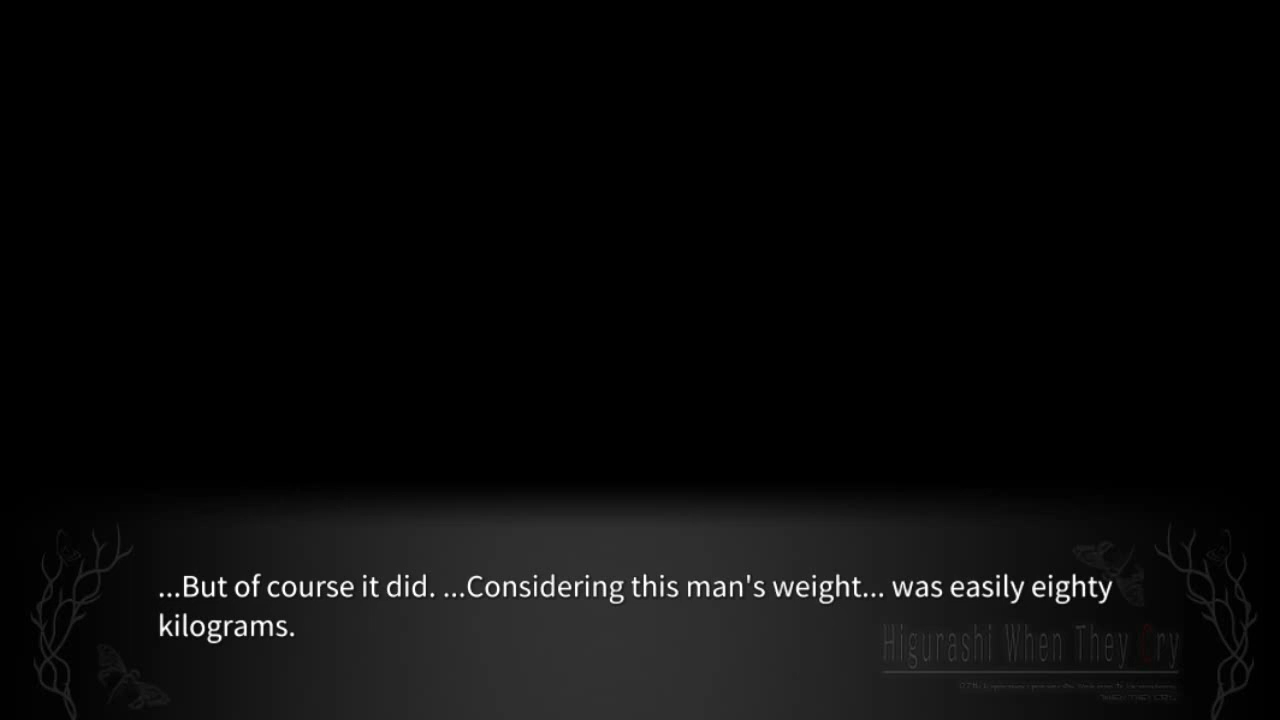 ...But of course it did. ...Considering this man's weight... was easily eighty
kilograms.
Higurashi When They Cry